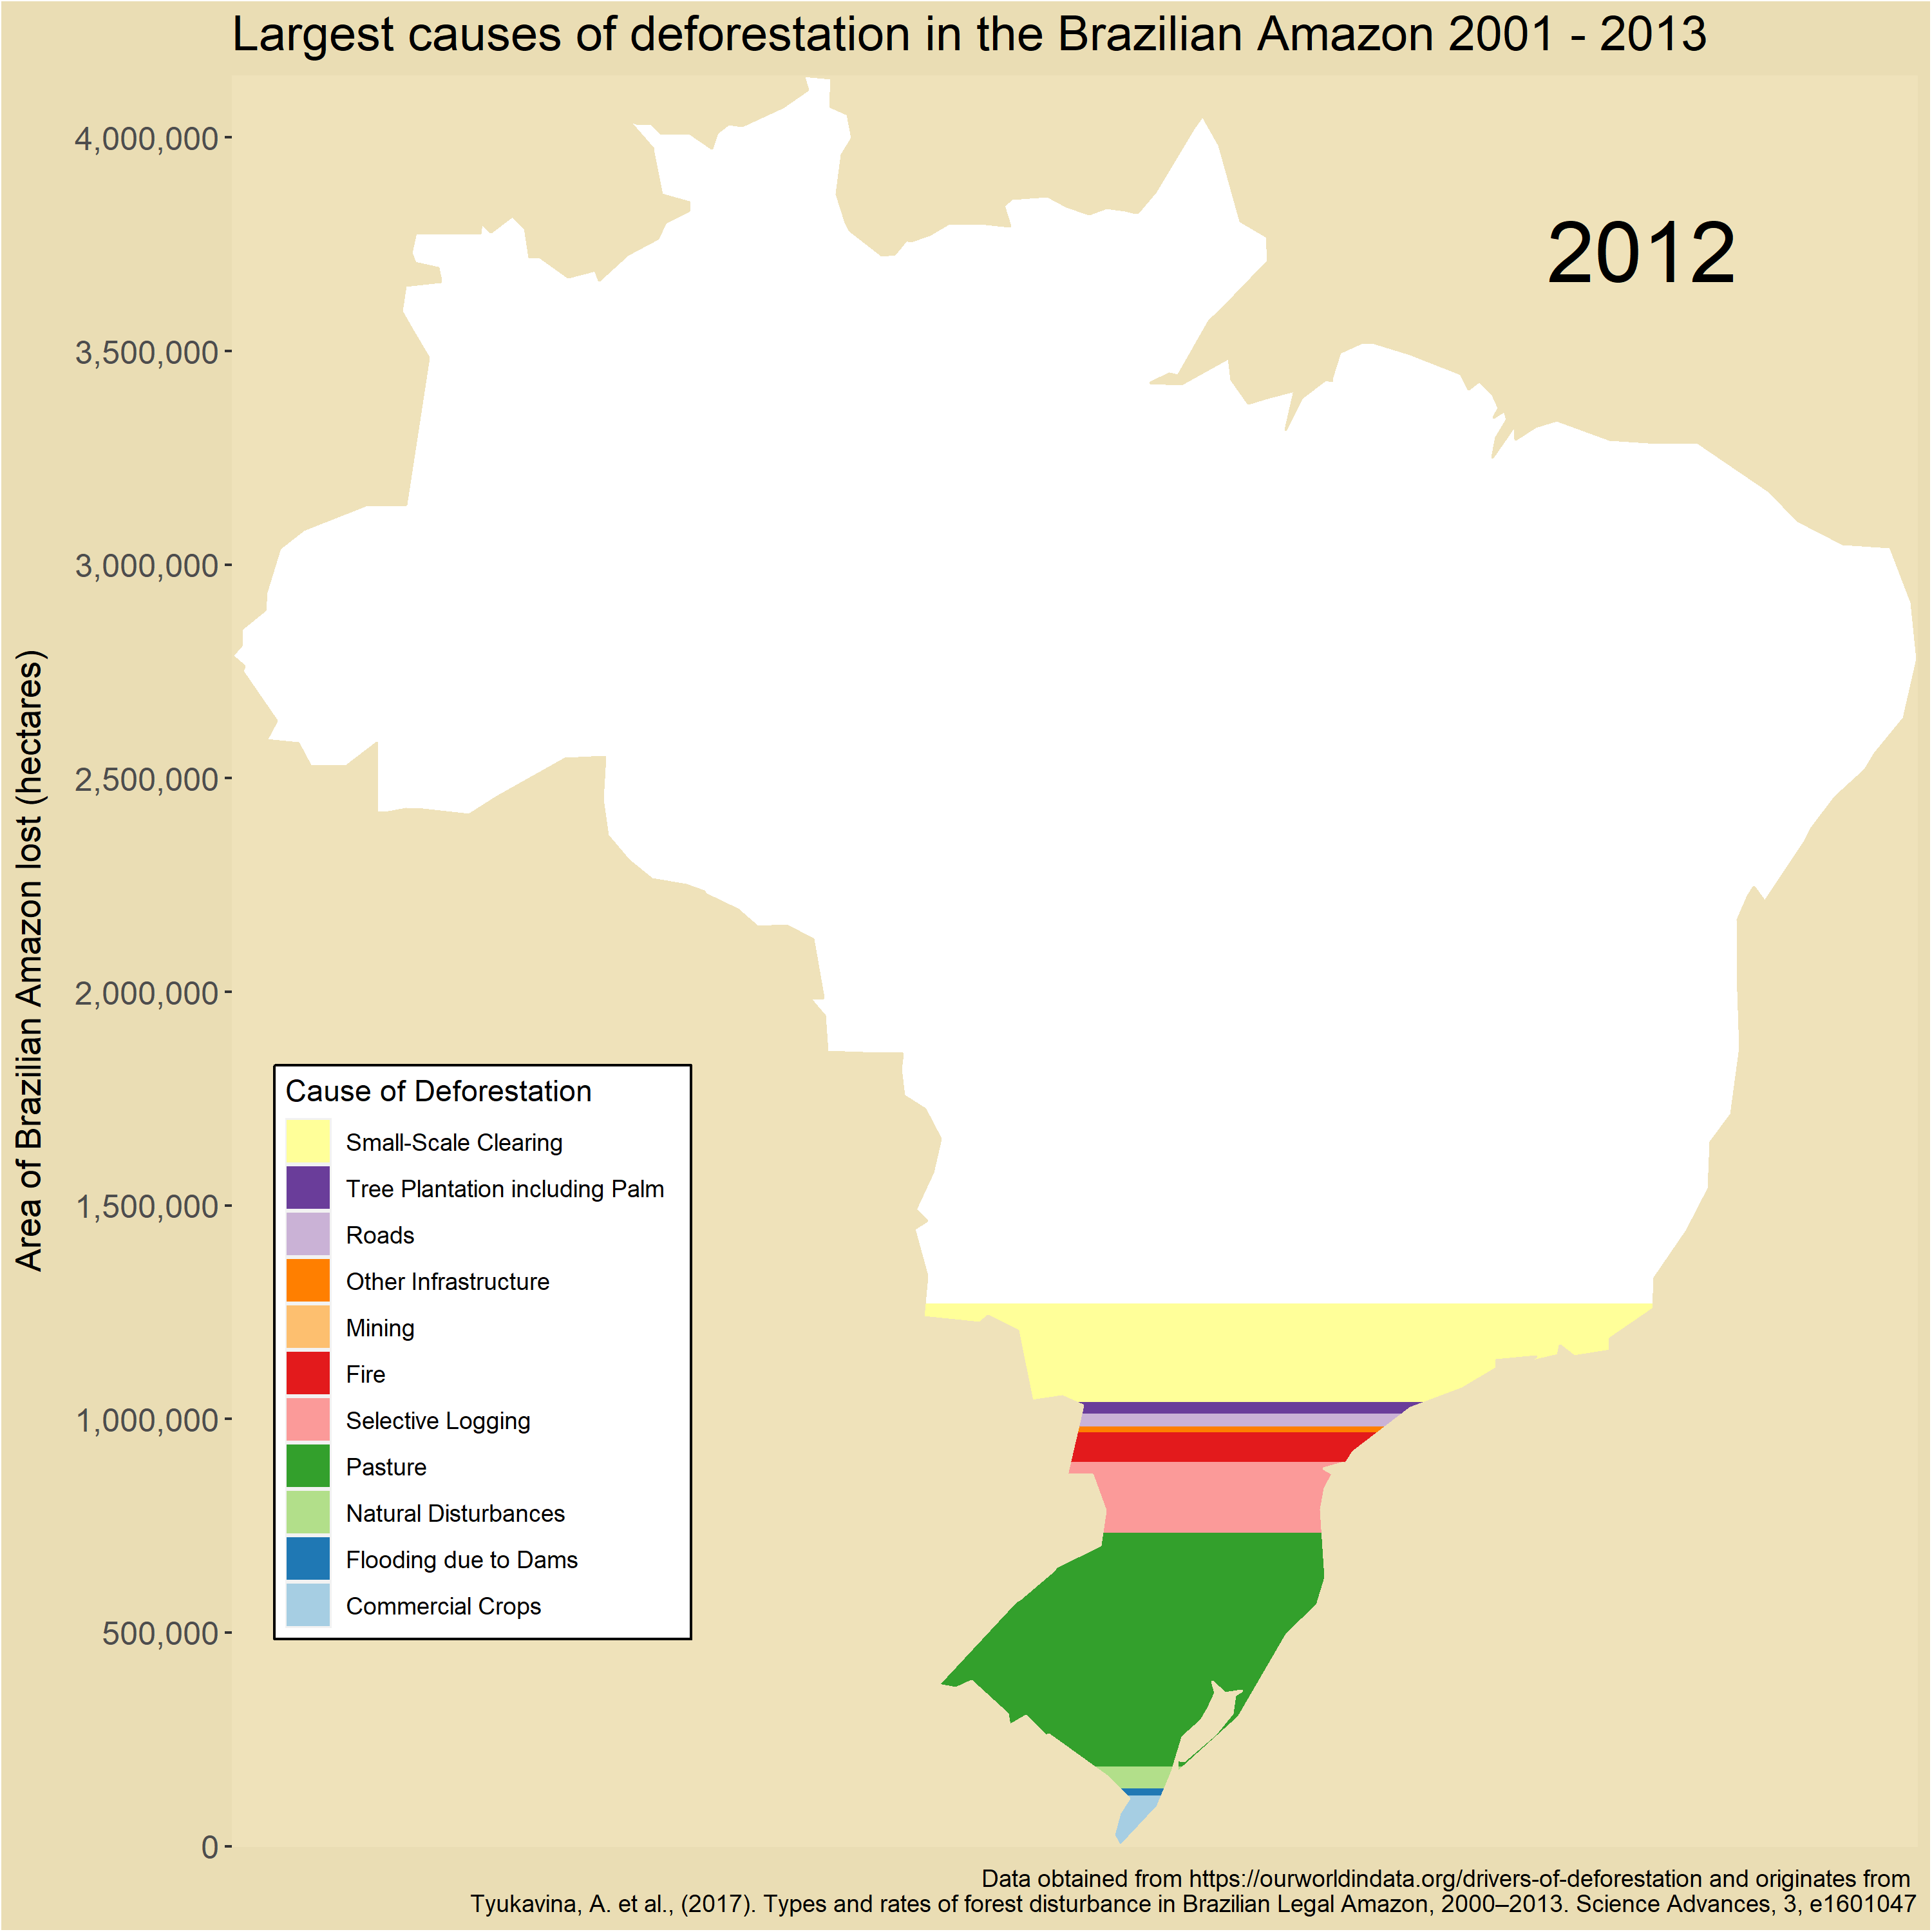 Largest causes of deforestation in the Brazilian Amazon 2001 - 2013
2012
4,000,000
3,500,000
3,000,000
2,500,000
2,000,000
1,500,000
1,000,000
500,000
0
Area of Brazilian Amazon lost (hectares)
Cause of Deforestation
Small-Scale Clearing
Tree Plantation including Palm
Roads
Other Infrastructure
Mining
Fire
Selective Logging
Pasture
Natural Disturbances
Flooding due to Dams
Commercial Crops
Data obtained from https://ourworldindata.org/drivers-of-deforestation and originates from
Tyukavina, A. et al., (2017). Types and rates of forest disturbance in Brazilian Legal Amazon, 2000–2013. Science Advances, 3, e1601047